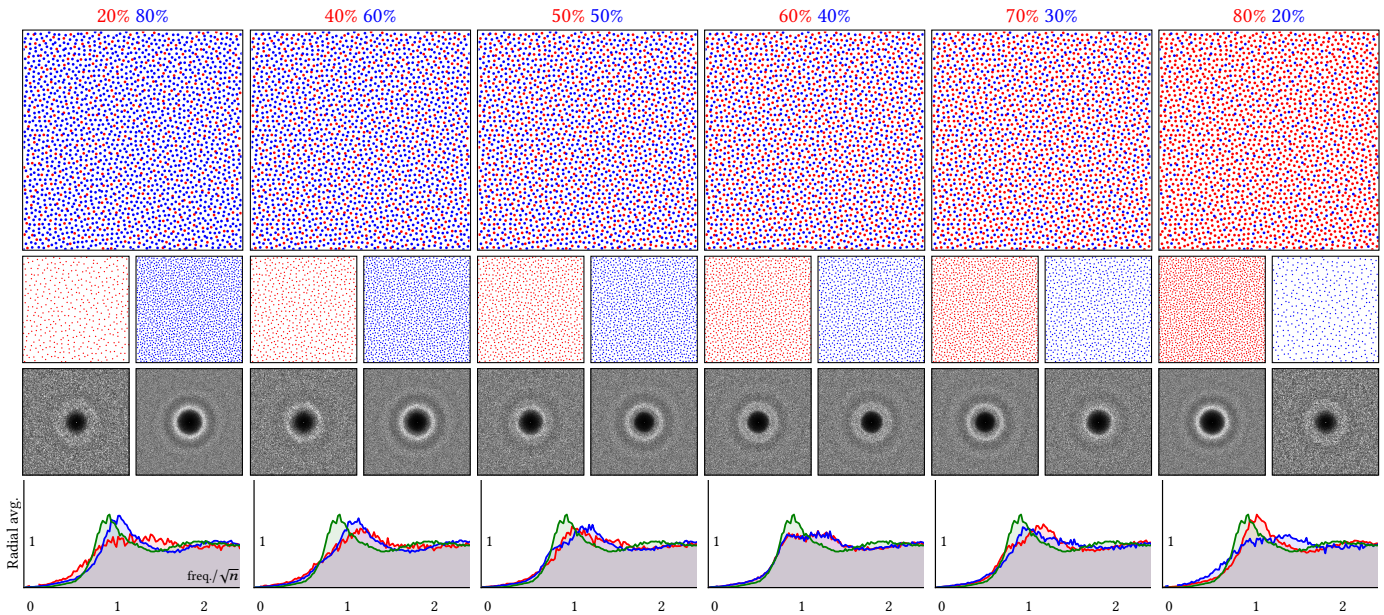 20% 80% 40% 60% 50% 50% 60% 40% 70% 30% 80% 20%
Radial avg.
1 1 1 1 1 1
freq./√n
0 1 2 0 1 2 0 1 2 0 1 2 0 1 2 0 1 2